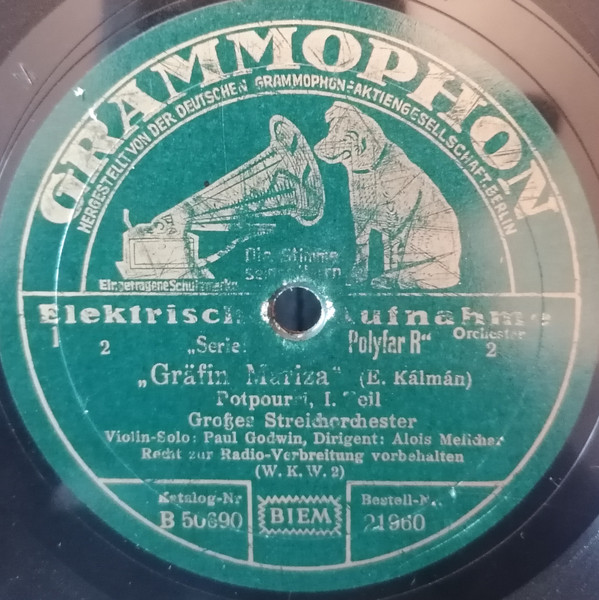 GRAMMOPHON
HERGESTELLT VON DER DEUTSCHEN GRAMMOPHON-AKTIENGESELLSCHAFT. BERLIN
Die Stimme
Eingetragene Schutzmarke
Elektrische Aufnahme
1 2 „Serie: Polyfar R“ Orchester 2
„Gräfin Mariza“ (E. Kálmán)
Potpourri, I. Teil
Großes Streichorchester
Violin-Solo: Paul Godwin, Dirigent: Alois Melichar
Recht zur Radio-Verbreitung vorbehalten
(W. K. W. 2)
Katalog-Nr
B 50690
BIEM
Bestell-Nr.
21960